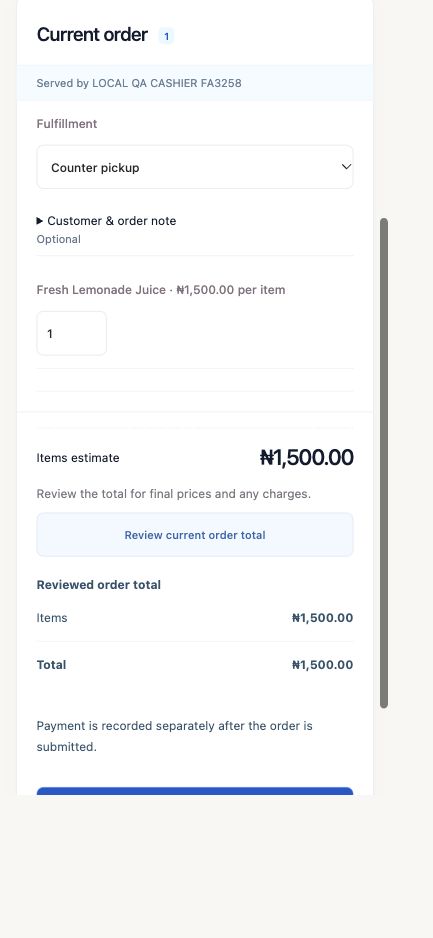 Current order 1
Served by LOCAL QA CASHIER FA3258
Fulfillment
Counter pickup
Customer & order note
Optional
Fresh Lemonade Juice · ₦1,500.00 per item
1
Items estimate ₦1,500.00
Review the total for final prices and any charges.
Review current order total
Reviewed order total
Items ₦1,500.00
Total ₦1,500.00
Payment is recorded separately after the order is
submitted.